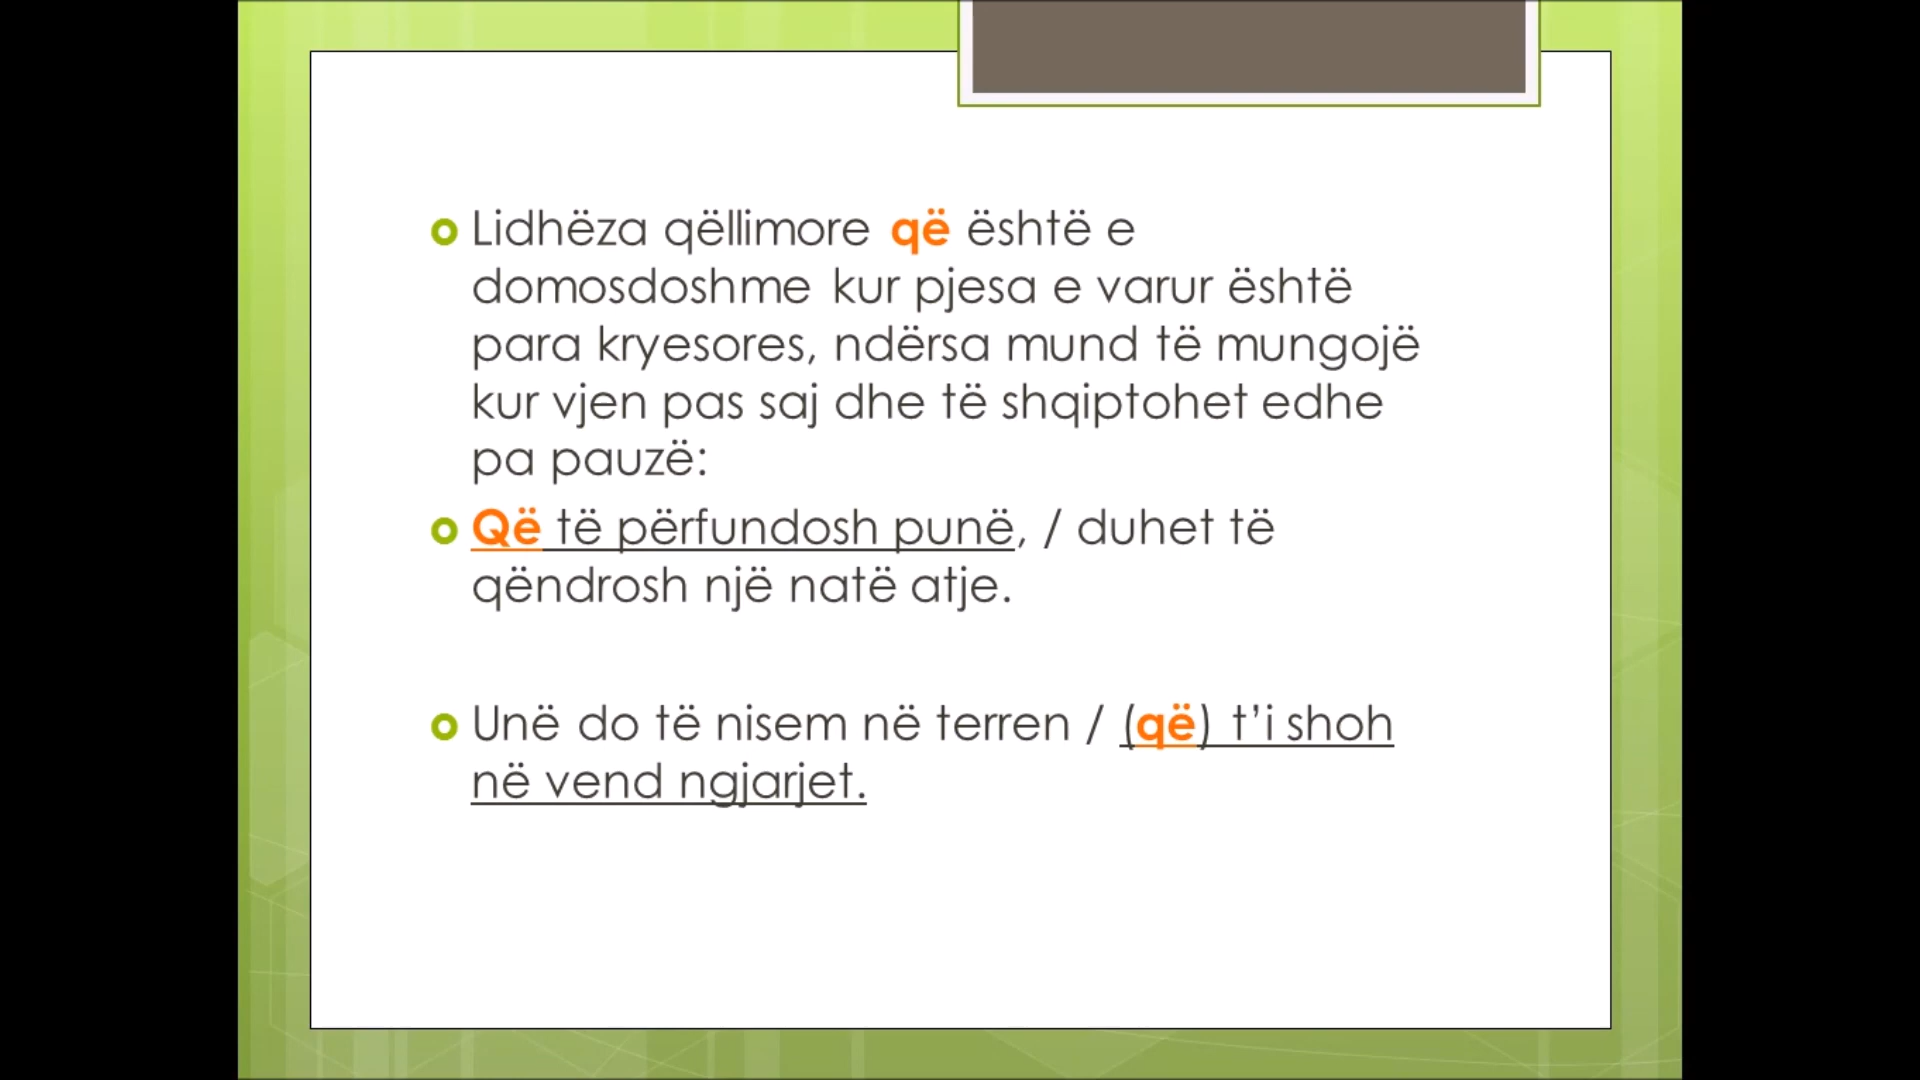 Lidhëza qëllimore që është e
domosdoshme kur pjesa e varur është
para kryesores, ndërsa mund të mungojë
kur vjen pas saj dhe të shqiptohet edhe
pa pauzë:
Që të përfundosh punë, / duhet të
qëndrosh një natë atje.
Unë do të nisem në terren / (që) t’i shoh
në vend ngjarjet.